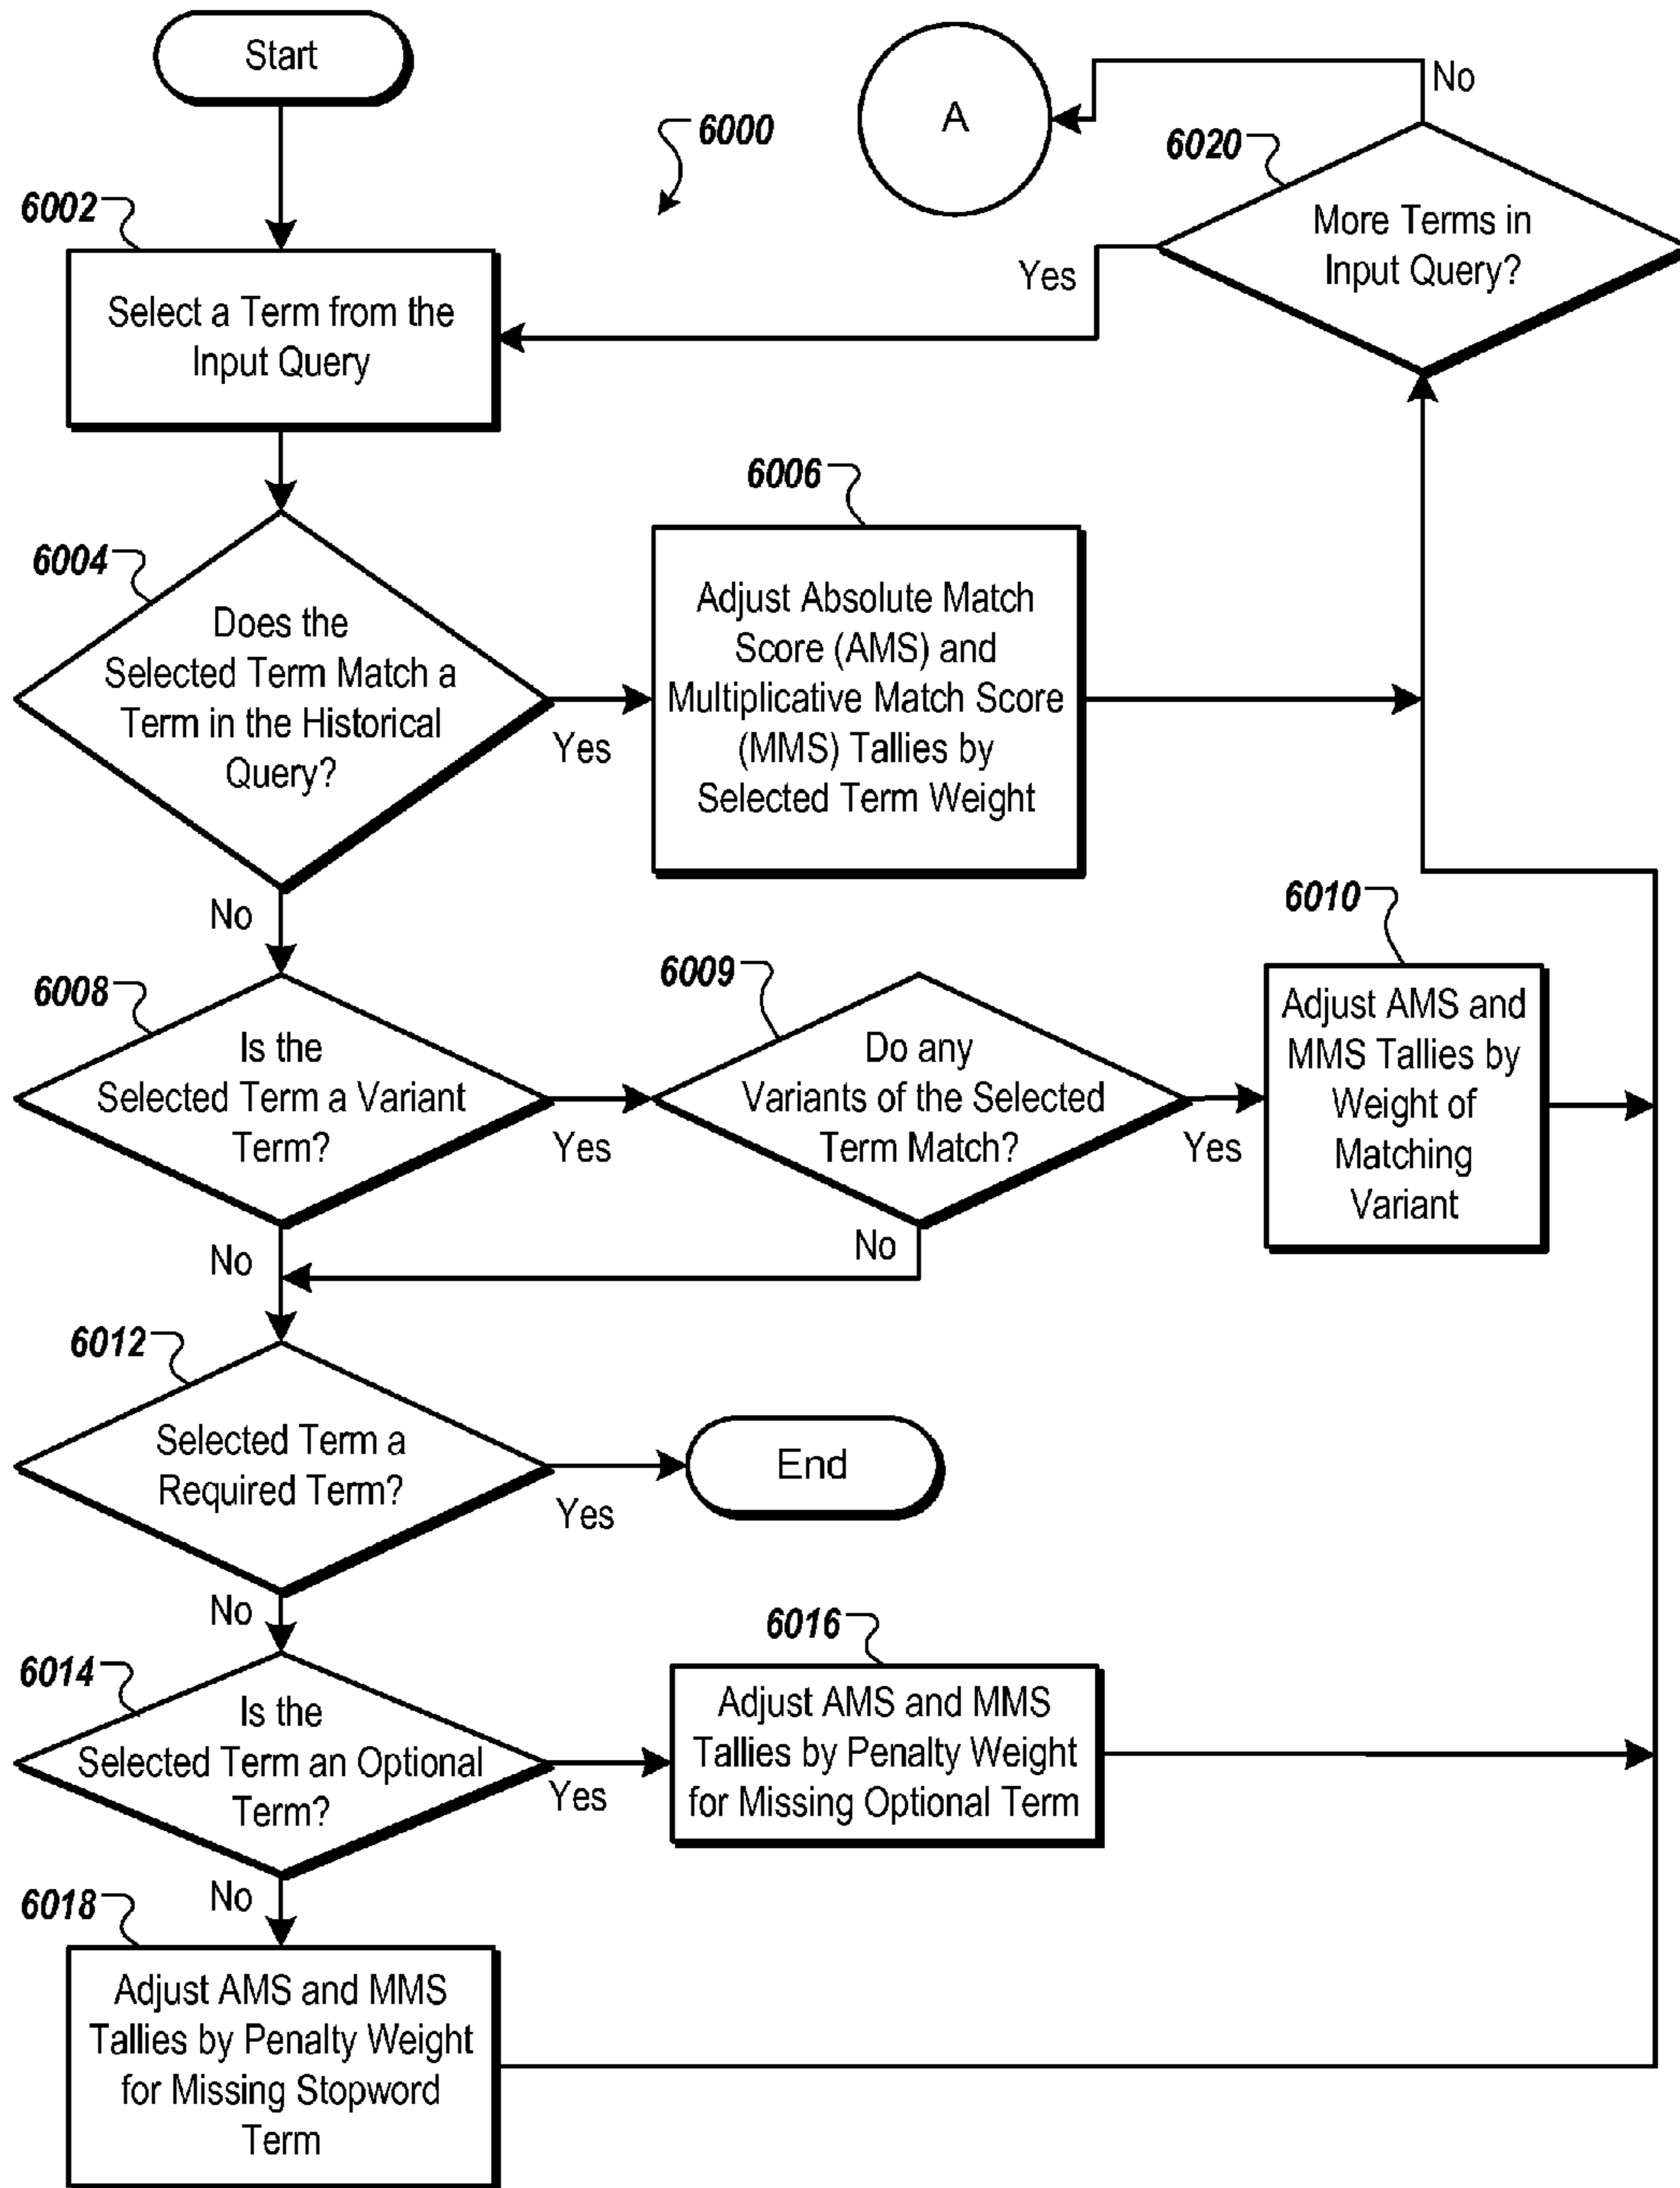 Start
A
No
6000
6020
More Terms in
Input Query?
Yes
6002
Select a Term from the
Input Query
6004
Does the
Selected Term Match a
Term in the Historical
Query?
Yes
No
6006
Adjust Absolute Match
Score (AMS) and
Multiplicative Match Score
(MMS) Tallies by
Selected Term Weight
6008
Is the
Selected Term a Variant
Term?
Yes
No
6009
Do any
Variants of the Selected
Term Match?
Yes
No
6010
Adjust AMS and
MMS Tallies by
Weight of
Matching
Variant
6012
Selected Term a
Required Term?
Yes
No
End
6014
Is the
Selected Term an Optional
Term?
Yes
No
6016
Adjust AMS and MMS
Tallies by Penalty Weight
for Missing Optional Term
6018
Adjust AMS and MMS
Tallies by Penalty Weight
for Missing Stopword
Term